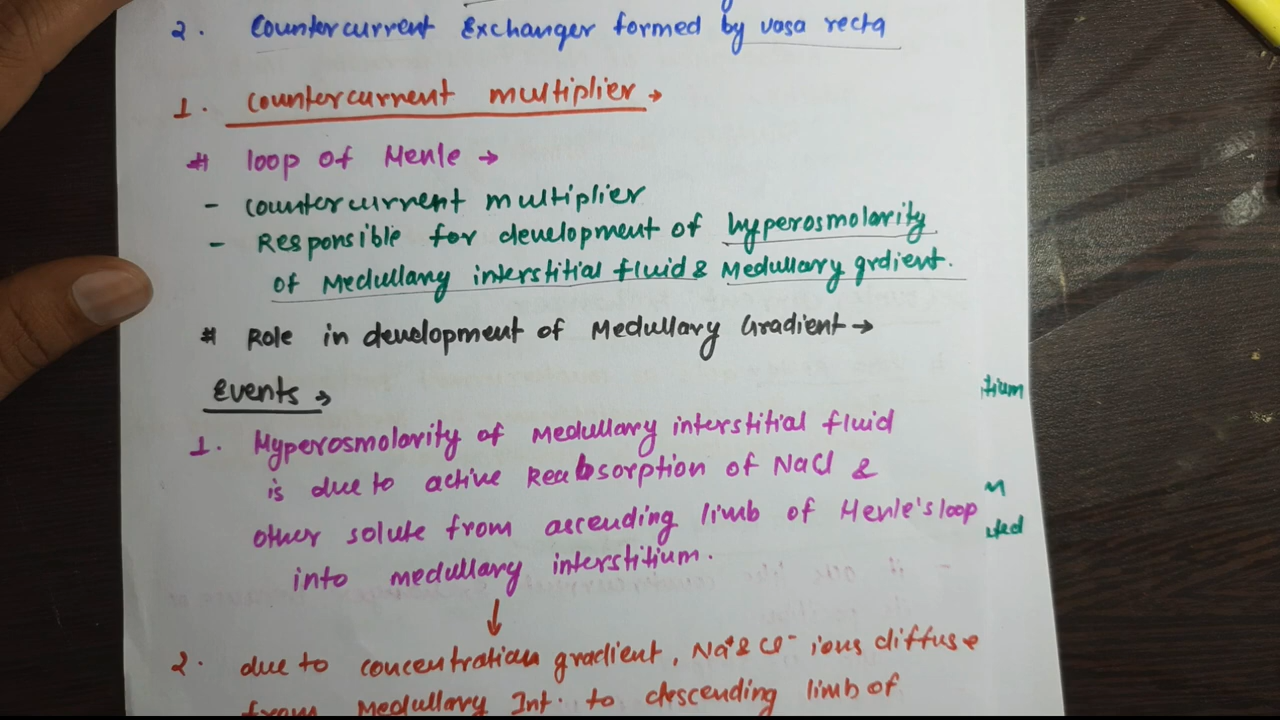 2. Countercurrent Exchanger formed by vasa recta
1. Countercurrent multiplier →
# loop of Henle →
- countercurrent multiplier
- Responsible for development of hyperosmolarity
of Medullary interstitial fluid & Medullary grdient.
# Role in development of Medullary Gradient →
Events →
tium
1. Hyperosmolarity of medullary interstitial fluid
is due to active Reabsorption of NaCl &
other solute from ascending limb of Henle's loop
into medullary interstitium.
↓
2. due to concentration gradient, Na⁺ & Cl⁻ ions diffuse
from Medullary Int. to descending limb of